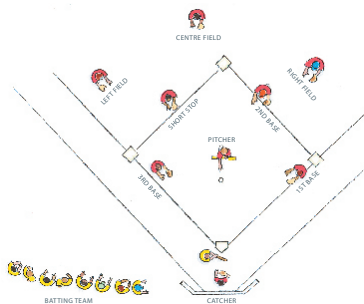 CENTRE FIELD
LEFT FIELD
RIGHT FIELD
SHORT STOP
2ND BASE
PITCHER
3RD BASE
1ST BASE
BATTING TEAM
CATCHER